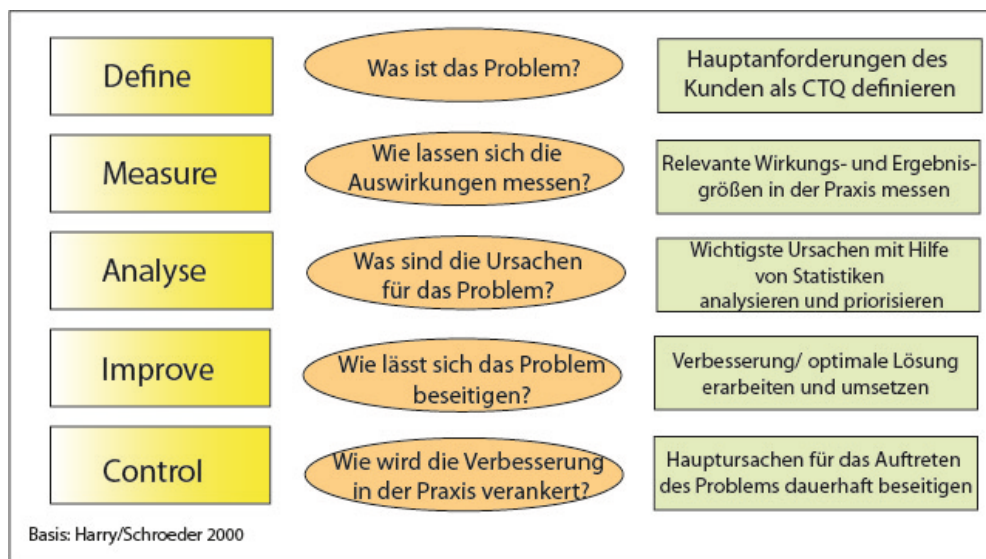 Define
Was ist das Problem?
Hauptanforderungen des
Kunden als CTQ definieren
Measure
Wie lassen sich die
Auswirkungen messen?
Relevante Wirkungs- und Ergebnis-
größen in der Praxis messen
Analyse
Was sind die Ursachen
für das Problem?
Wichtigste Ursachen mit Hilfe
von Statistiken
analysieren und priorisieren
Improve
Wie lässt sich das Problem
beseitigen?
Verbesserung/ optimale Lösung
erarbeiten und umsetzen
Control
Wie wird die Verbesserung
in der Praxis verankert?
Hauptursachen für das Auftreten
des Problems dauerhaft beseitigen
Basis: Harry/Schroeder 2000